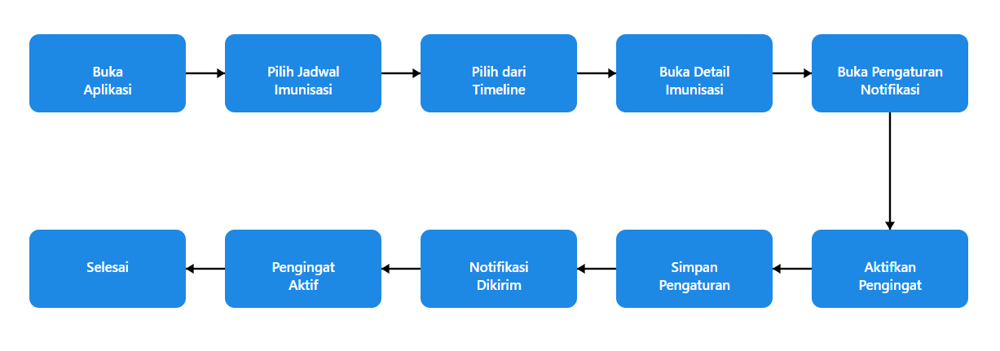 Buka
Aplikasi
Pilih Jadwal
Imunisasi
Pilih dari
Timeline
Buka Detail
Imunisasi
Buka Pengaturan
Notifikasi
Aktifkan
Pengingat
Simpan
Pengaturan
Notifikasi
Dikirim
Pengingat
Aktif
Selesai